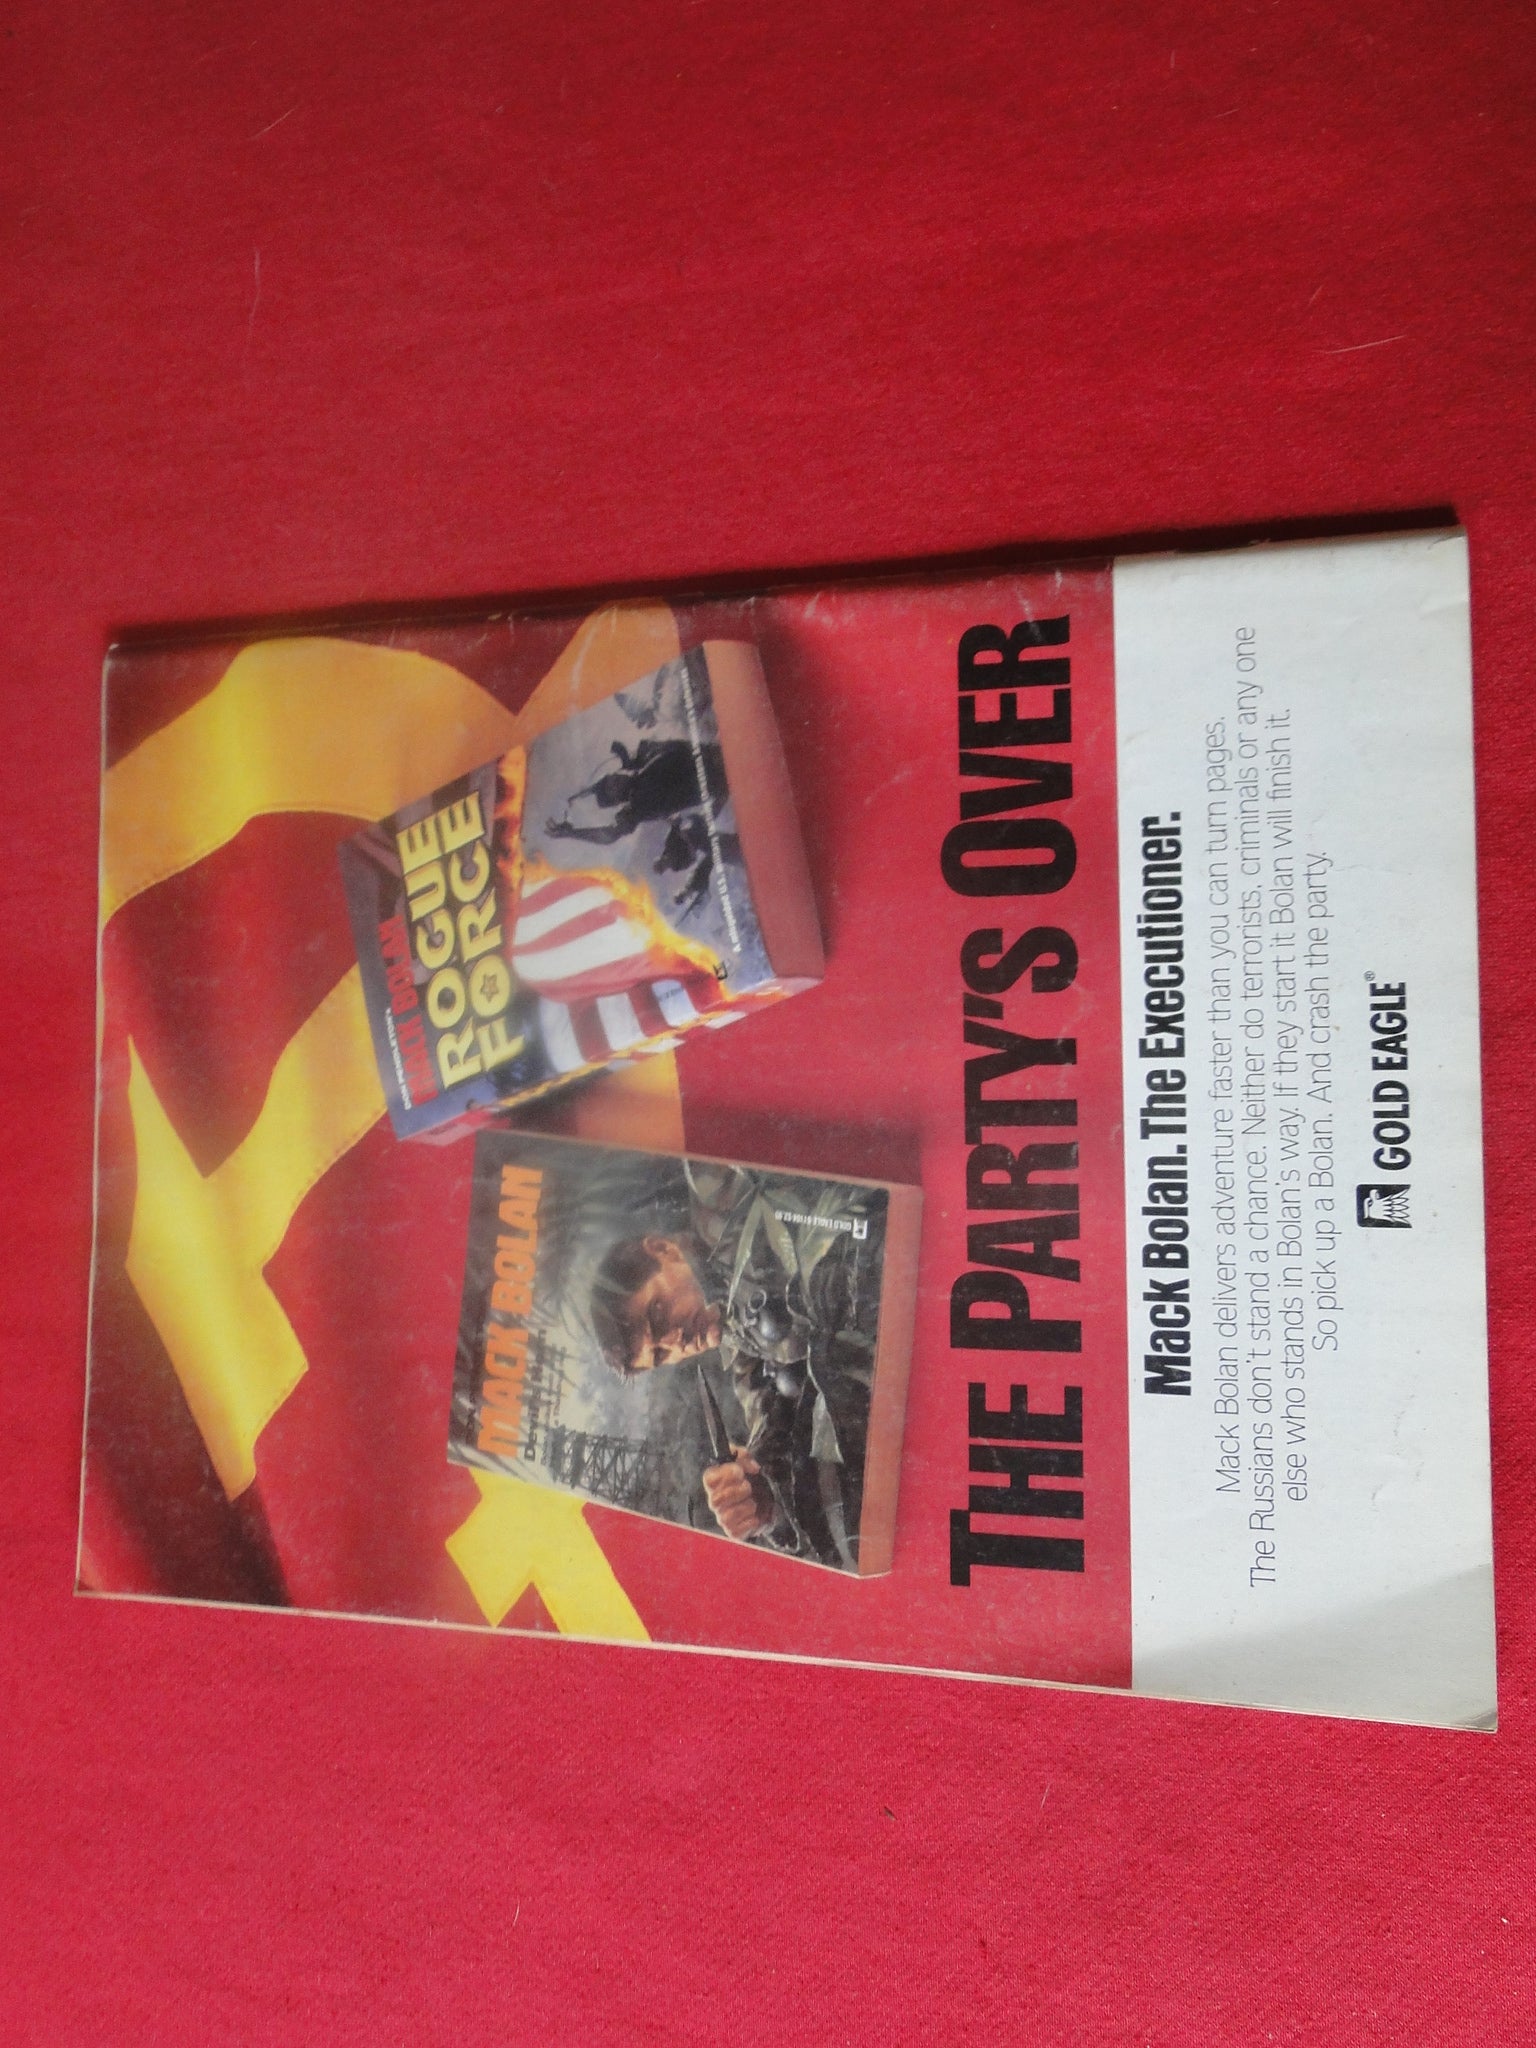 MACK BOLAN
MACK BOLAN
ROGUE
FORCE
GOLD EAGLE
THE PARTY'S OVER
Mack Bolan. The Executioner.
Mack Bolan delivers adventure faster than you can turn pages.
The Russians don't stand a chance. Neither do terrorists, criminals or any one
else who stands in Bolan's way. If they start it Bolan will finish it.
So pick up a Bolan. And crash the party.
GOLD EAGLE®